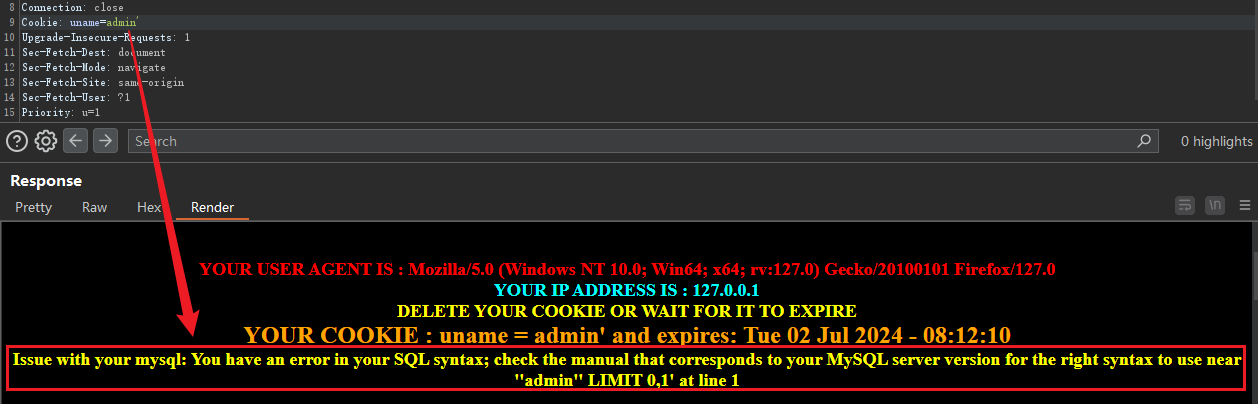 8 Connection: close
9 Cookie: uname=admin'
10 Upgrade-Insecure-Requests: 1
11 Sec-Fetch-Dest: document
12 Sec-Fetch-Mode: navigate
13 Sec-Fetch-Site: same-origin
14 Sec-Fetch-User: ?1
15 Priority: u=1
Search
0 highlights
Response
Pretty Raw Hex Render
\n
YOUR USER AGENT IS : Mozilla/5.0 (Windows NT 10.0; Win64; x64; rv:127.0) Gecko/20100101 Firefox/127.0
YOUR IP ADDRESS IS : 127.0.0.1
DELETE YOUR COOKIE OR WAIT FOR IT TO EXPIRE
YOUR COOKIE : uname = admin' and expires: Tue 02 Jul 2024 - 08:12:10
Issue with your mysql: You have an error in your SQL syntax; check the manual that corresponds to your MySQL server version for the right syntax to use near
''admin'' LIMIT 0,1' at line 1